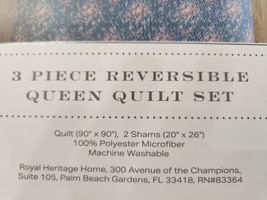 3 PIECE REVERSIBLE
QUEEN QUILT SET
Quilt (90" x 90"), 2 Shams (20" x 26")
100% Polyester Microfiber
Machine Washable
Royal Heritage Home, 300 Avenue of the Champions,
Suite 105, Palm Beach Gardens, FL 33418, RN#83364